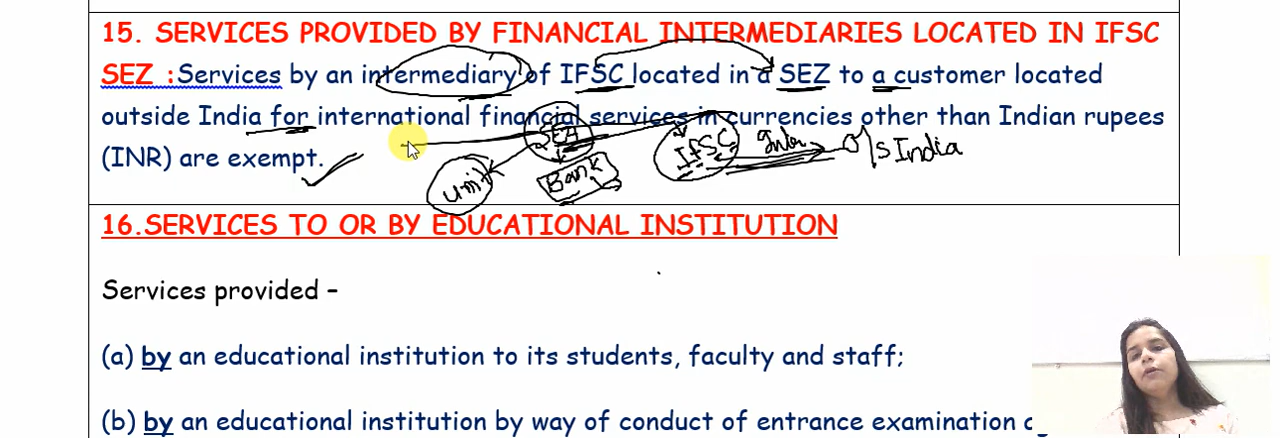 15. SERVICES PROVIDED BY FINANCIAL INTERMEDIARIES LOCATED IN IFSC
SEZ :Services by an intermediary of IFSC located in a SEZ to a customer located
outside India for international financial services in currencies other than Indian rupees
SEZ IFSC Inter O/s India
(INR) are exempt.
Unit Bank
16.SERVICES TO OR BY EDUCATIONAL INSTITUTION
Services provided –
(a) by an educational institution to its students, faculty and staff;
(b) by an educational institution by way of conduct of entrance examination